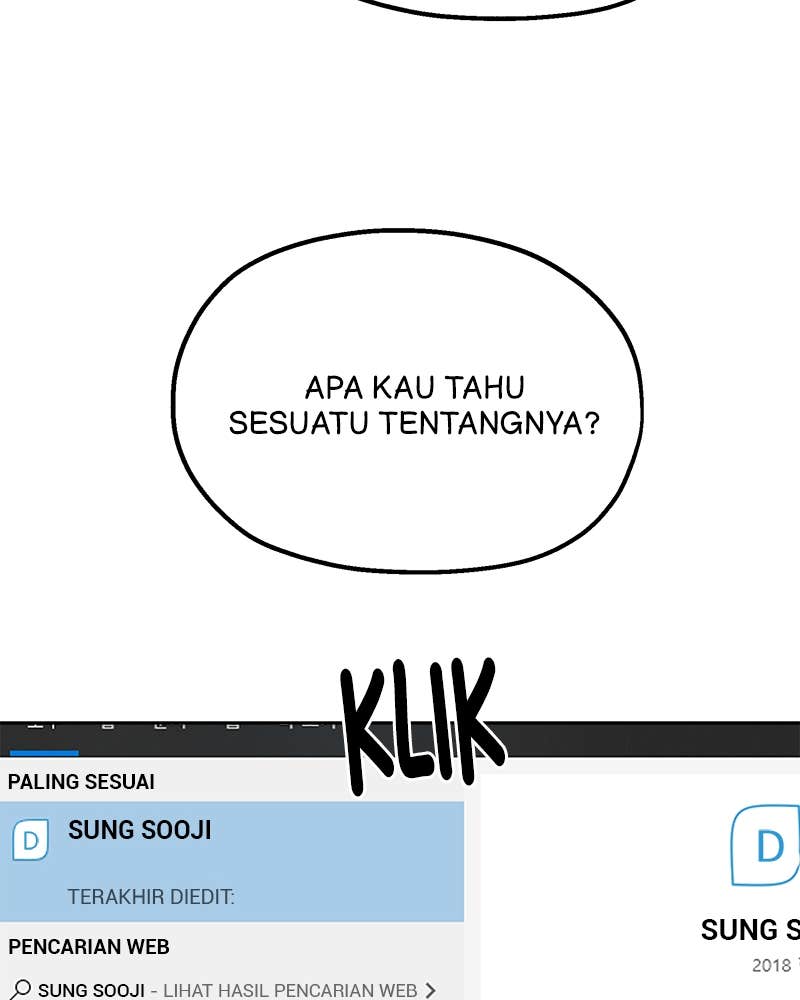 APA KAU TAHU
SESUATU TENTANGNYA?
KLIK
PALING SESUAI
D
SUNG SOOJI
TERAKHIR DIEDIT:
D
SUNG S
2018
PENCARIAN WEB
SUNG SOOJI - LIHAT HASIL PENCARIAN WEB